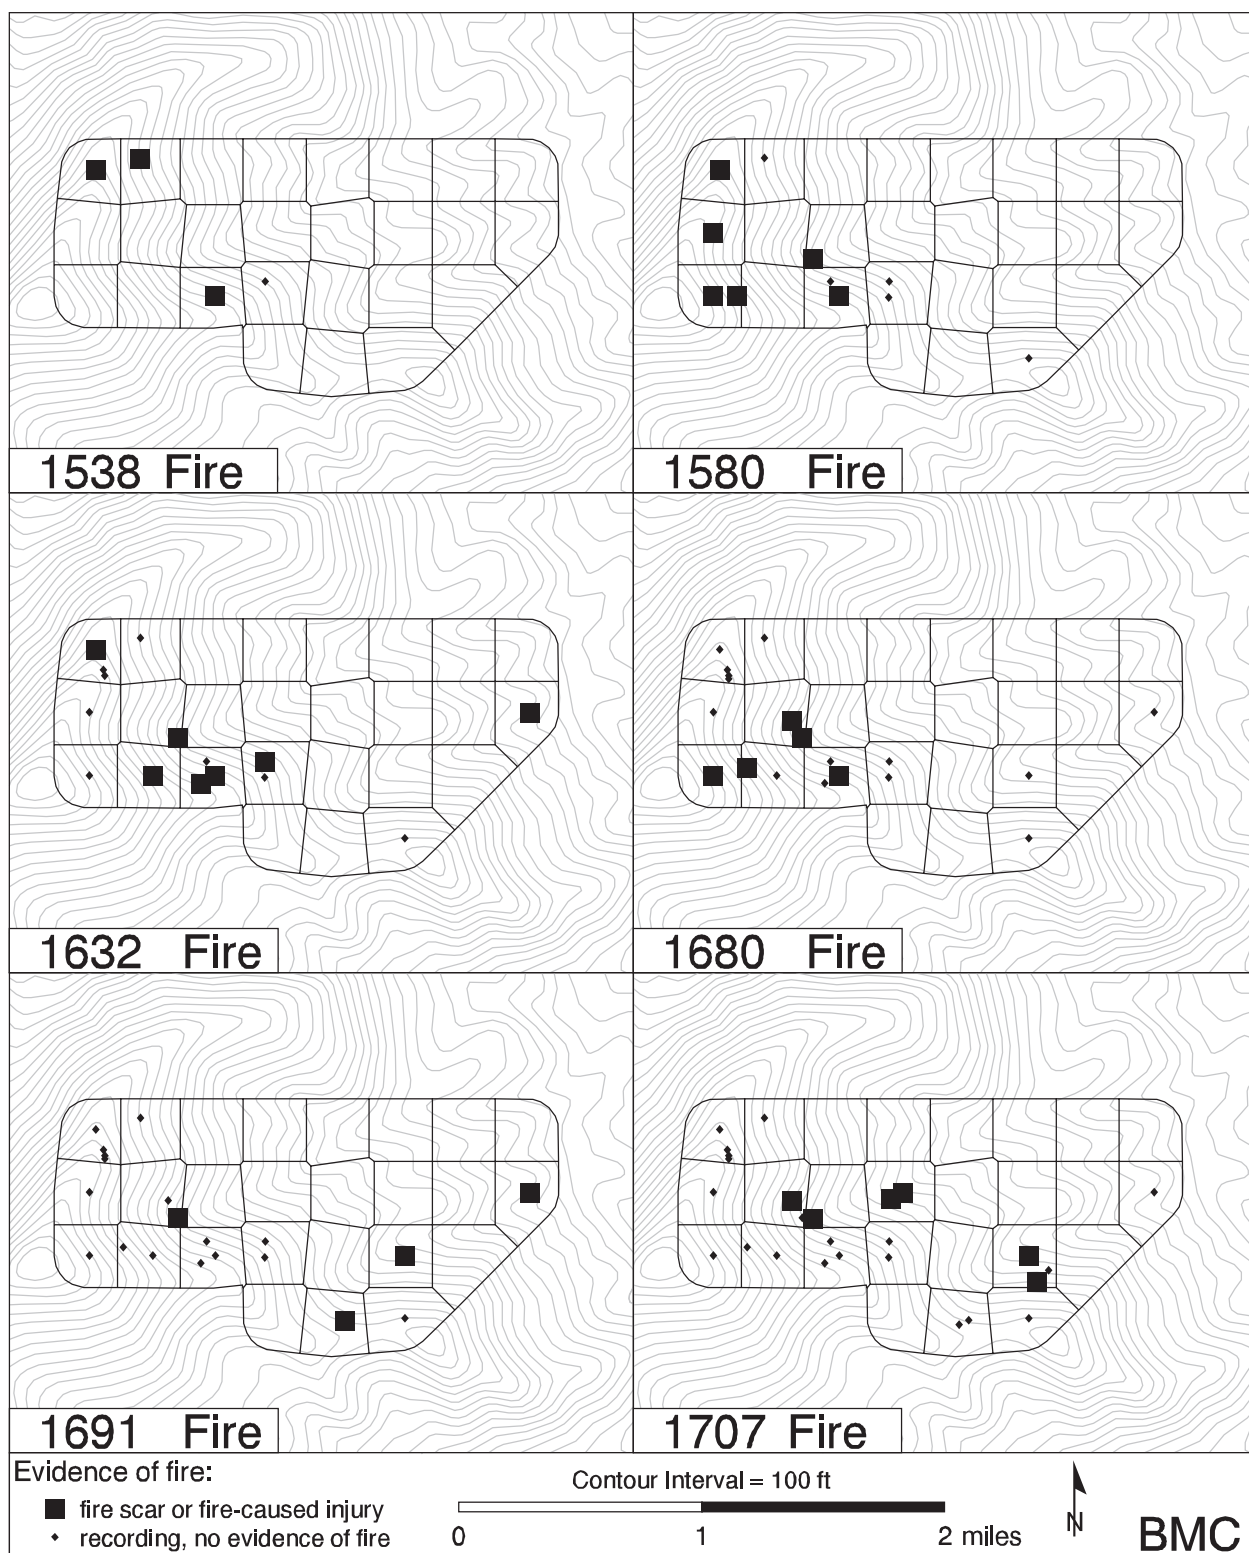 1538 Fire
1580 Fire
1632 Fire
1680 Fire
1691 Fire
1707 Fire
Evidence of fire:
fire scar or fire-caused injury
recording, no evidence of fire
Contour Interval = 100 ft
0 1 2 miles
N
BMC